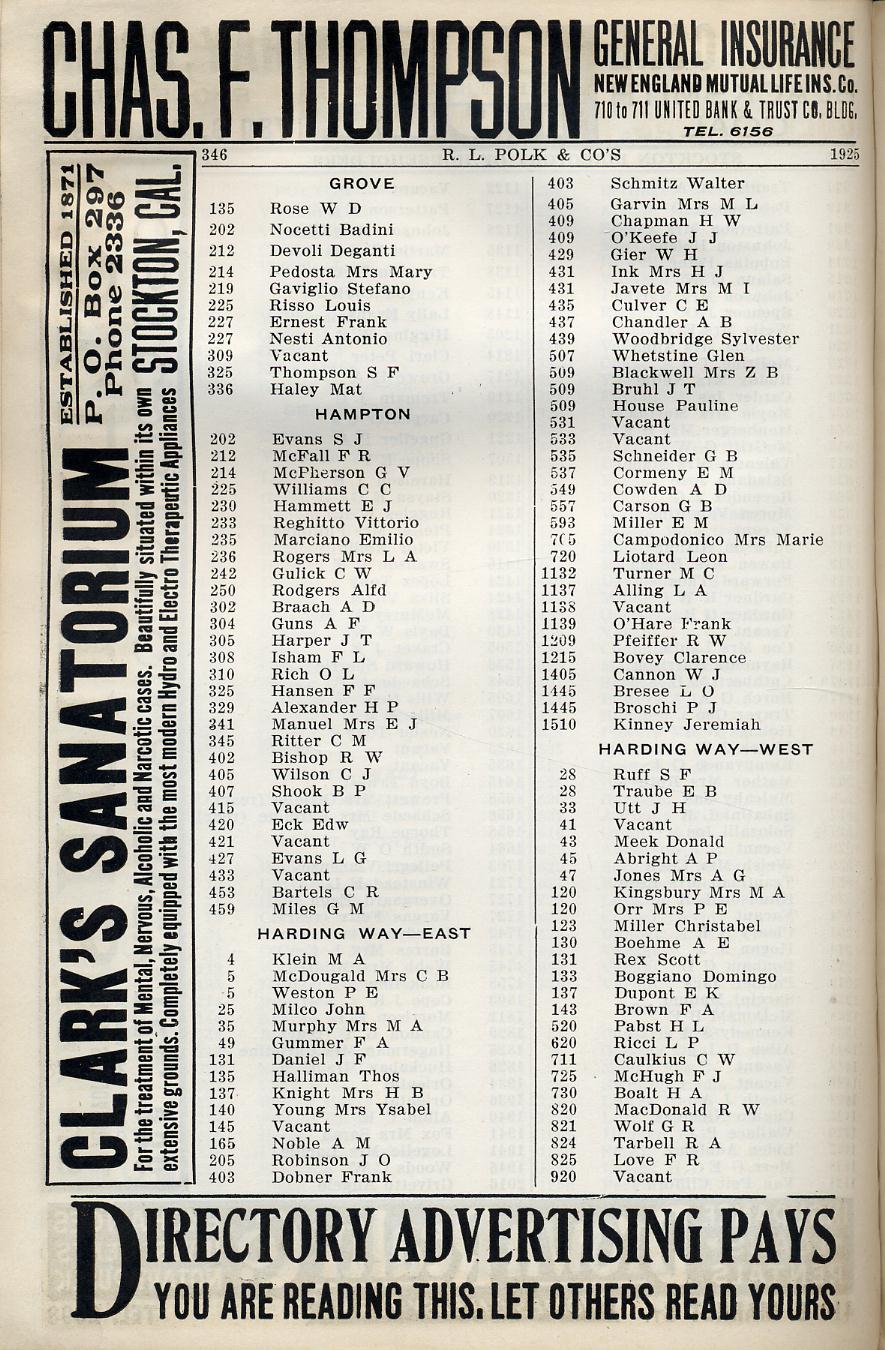 CHAS. F. THOMPSON
GENERAL INSURANCE
NEW ENGLAND MUTUAL LIFE INS. Co.
710 to 711 UNITED BANK & TRUST CO. BLDG.
TEL. 6156
346 R. L. POLK & CO'S 1925
CLARK'S SANATORIUM
ESTABLISHED 1871
P. O. Box 297
Phone 2336
STOCKTON, CAL.
For the treatment of Mental, Nervous, Alcoholic and Narcotic cases. Beautifully situated within its own
extensive grounds. Completely equipped with the most modern Hydro and Electro Therapeutic Appliances
GROVE
135 Rose W D
202 Nocetti Badini
212 Devoli Deganti
214 Pedosta Mrs Mary
219 Gaviglio Stefano
225 Risso Louis
227 Ernest Frank
227 Nesti Antonio
309 Vacant
325 Thompson S F
336 Haley Mat
HAMPTON
202 Evans S J
212 McFall F R
214 McPherson G V
225 Williams C C
230 Hammett E J
233 Reghitto Vittorio
235 Marciano Emilio
236 Rogers Mrs L A
242 Gulick C W
250 Rodgers Alfd
302 Braach A D
304 Guns A F
305 Harper J T
308 Isham F L
310 Rich O L
325 Hansen F F
329 Alexander H P
341 Manuel Mrs E J
345 Ritter C M
402 Bishop R W
405 Wilson C J
407 Shook B P
415 Vacant
420 Eck Edw
421 Vacant
427 Evans L G
433 Vacant
453 Bartels C R
459 Miles G M
HARDING WAY—EAST
4 Klein M A
5 McDougald Mrs C B
5 Weston P E
25 Milco John
35 Murphy Mrs M A
49 Gummer F A
131 Daniel J F
135 Halliman Thos
137 Knight Mrs H B
140 Young Mrs Ysabel
145 Vacant
165 Noble A M
205 Robinson J O
403 Dobner Frank
403 Schmitz Walter
405 Garvin Mrs M L
409 Chapman H W
409 O'Keefe J J
429 Gier W H
431 Ink Mrs H J
431 Javete Mrs M I
435 Culver C E
437 Chandler A B
439 Woodbridge Sylvester
507 Whetstine Glen
509 Blackwell Mrs Z B
509 Bruhl J T
509 House Pauline
531 Vacant
533 Vacant
535 Schneider G B
537 Cormeny E M
549 Cowden A D
557 Carson G B
593 Miller E M
705 Campodonico Mrs Marie
720 Liotard Leon
1132 Turner M C
1137 Alling L A
1138 Vacant
1139 O'Hare Frank
1209 Pfeiffer R W
1215 Bovey Clarence
1405 Cannon W J
1445 Bresee L O
1445 Broschi P J
1510 Kinney Jeremiah
HARDING WAY—WEST
28 Ruff S F
28 Traube E B
33 Utt J H
41 Vacant
43 Meek Donald
45 Abright A P
47 Jones Mrs A G
120 Kingsbury Mrs M A
120 Orr Mrs P E
123 Miller Christabel
130 Boehme A E
131 Rex Scott
133 Boggiano Domingo
137 Dupont E K
143 Brown F A
520 Pabst H L
620 Ricci L P
711 Caulkius C W
725 McHugh F J
730 Boalt H A
820 MacDonald R W
821 Wolf G R
824 Tarbell R A
825 Love F R
920 Vacant
DIRECTORY ADVERTISING PAYS
YOU ARE READING THIS. LET OTHERS READ YOURS